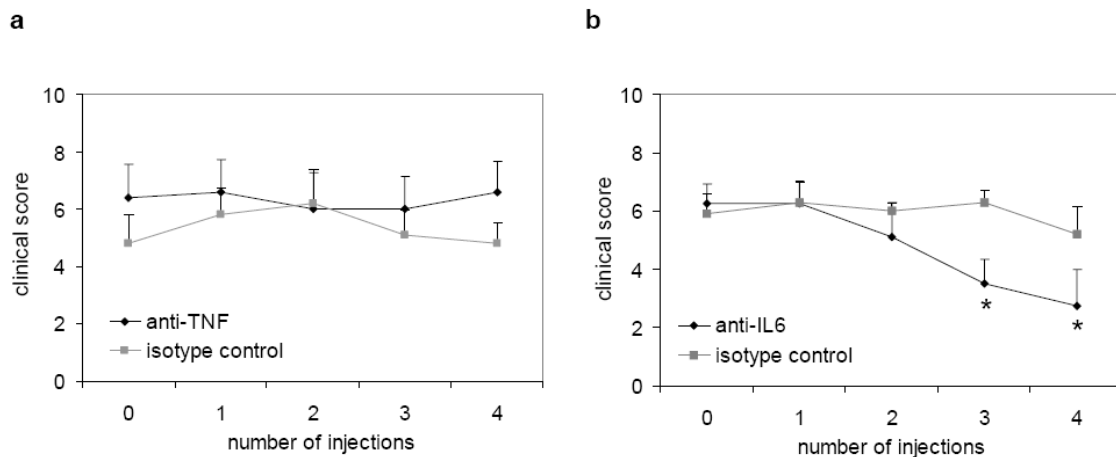 a
10
8
6
4
2
0
clinical score
anti-TNF
isotype control
0 1 2 3 4
number of injections
b
10
8
6
4
2
0
clinical score
anti-IL6
isotype control
* *
0 1 2 3 4
number of injections